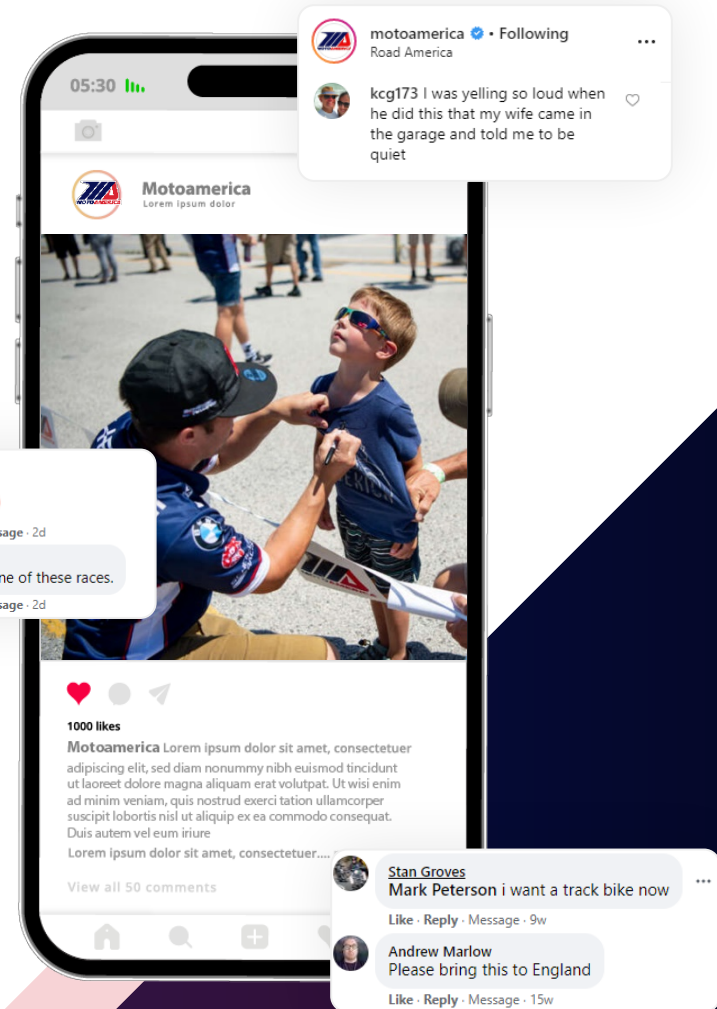 motoamerica • Following
Road America
kcg173 I was yelling so loud when
he did this that my wife came in
the garage and told me to be
quiet
05:30
MOTOAMERICA
Motoamerica
Lorem ipsum dolor
sage · 2d
ne of these races.
sage · 2d
1000 likes
Motoamerica Lorem ipsum dolor sit amet, consectetuer
adipiscing elit, sed diam nonummy nibh euismod tincidunt
ut laoreet dolore magna aliquam erat volutpat. Ut wisi enim
ad minim veniam, quis nostrud exerci tation ullamcorper
suscipit lobortis nisl ut aliquip ex ea commodo consequat.
Duis autem vel eum iriure
Lorem ipsum dolor sit amet, consectetuer....
View all 50 comments
Stan Groves
Mark Peterson i want a track bike now
Like · Reply · Message · 9w
Andrew Marlow
Please bring this to England
Like · Reply · Message · 15w